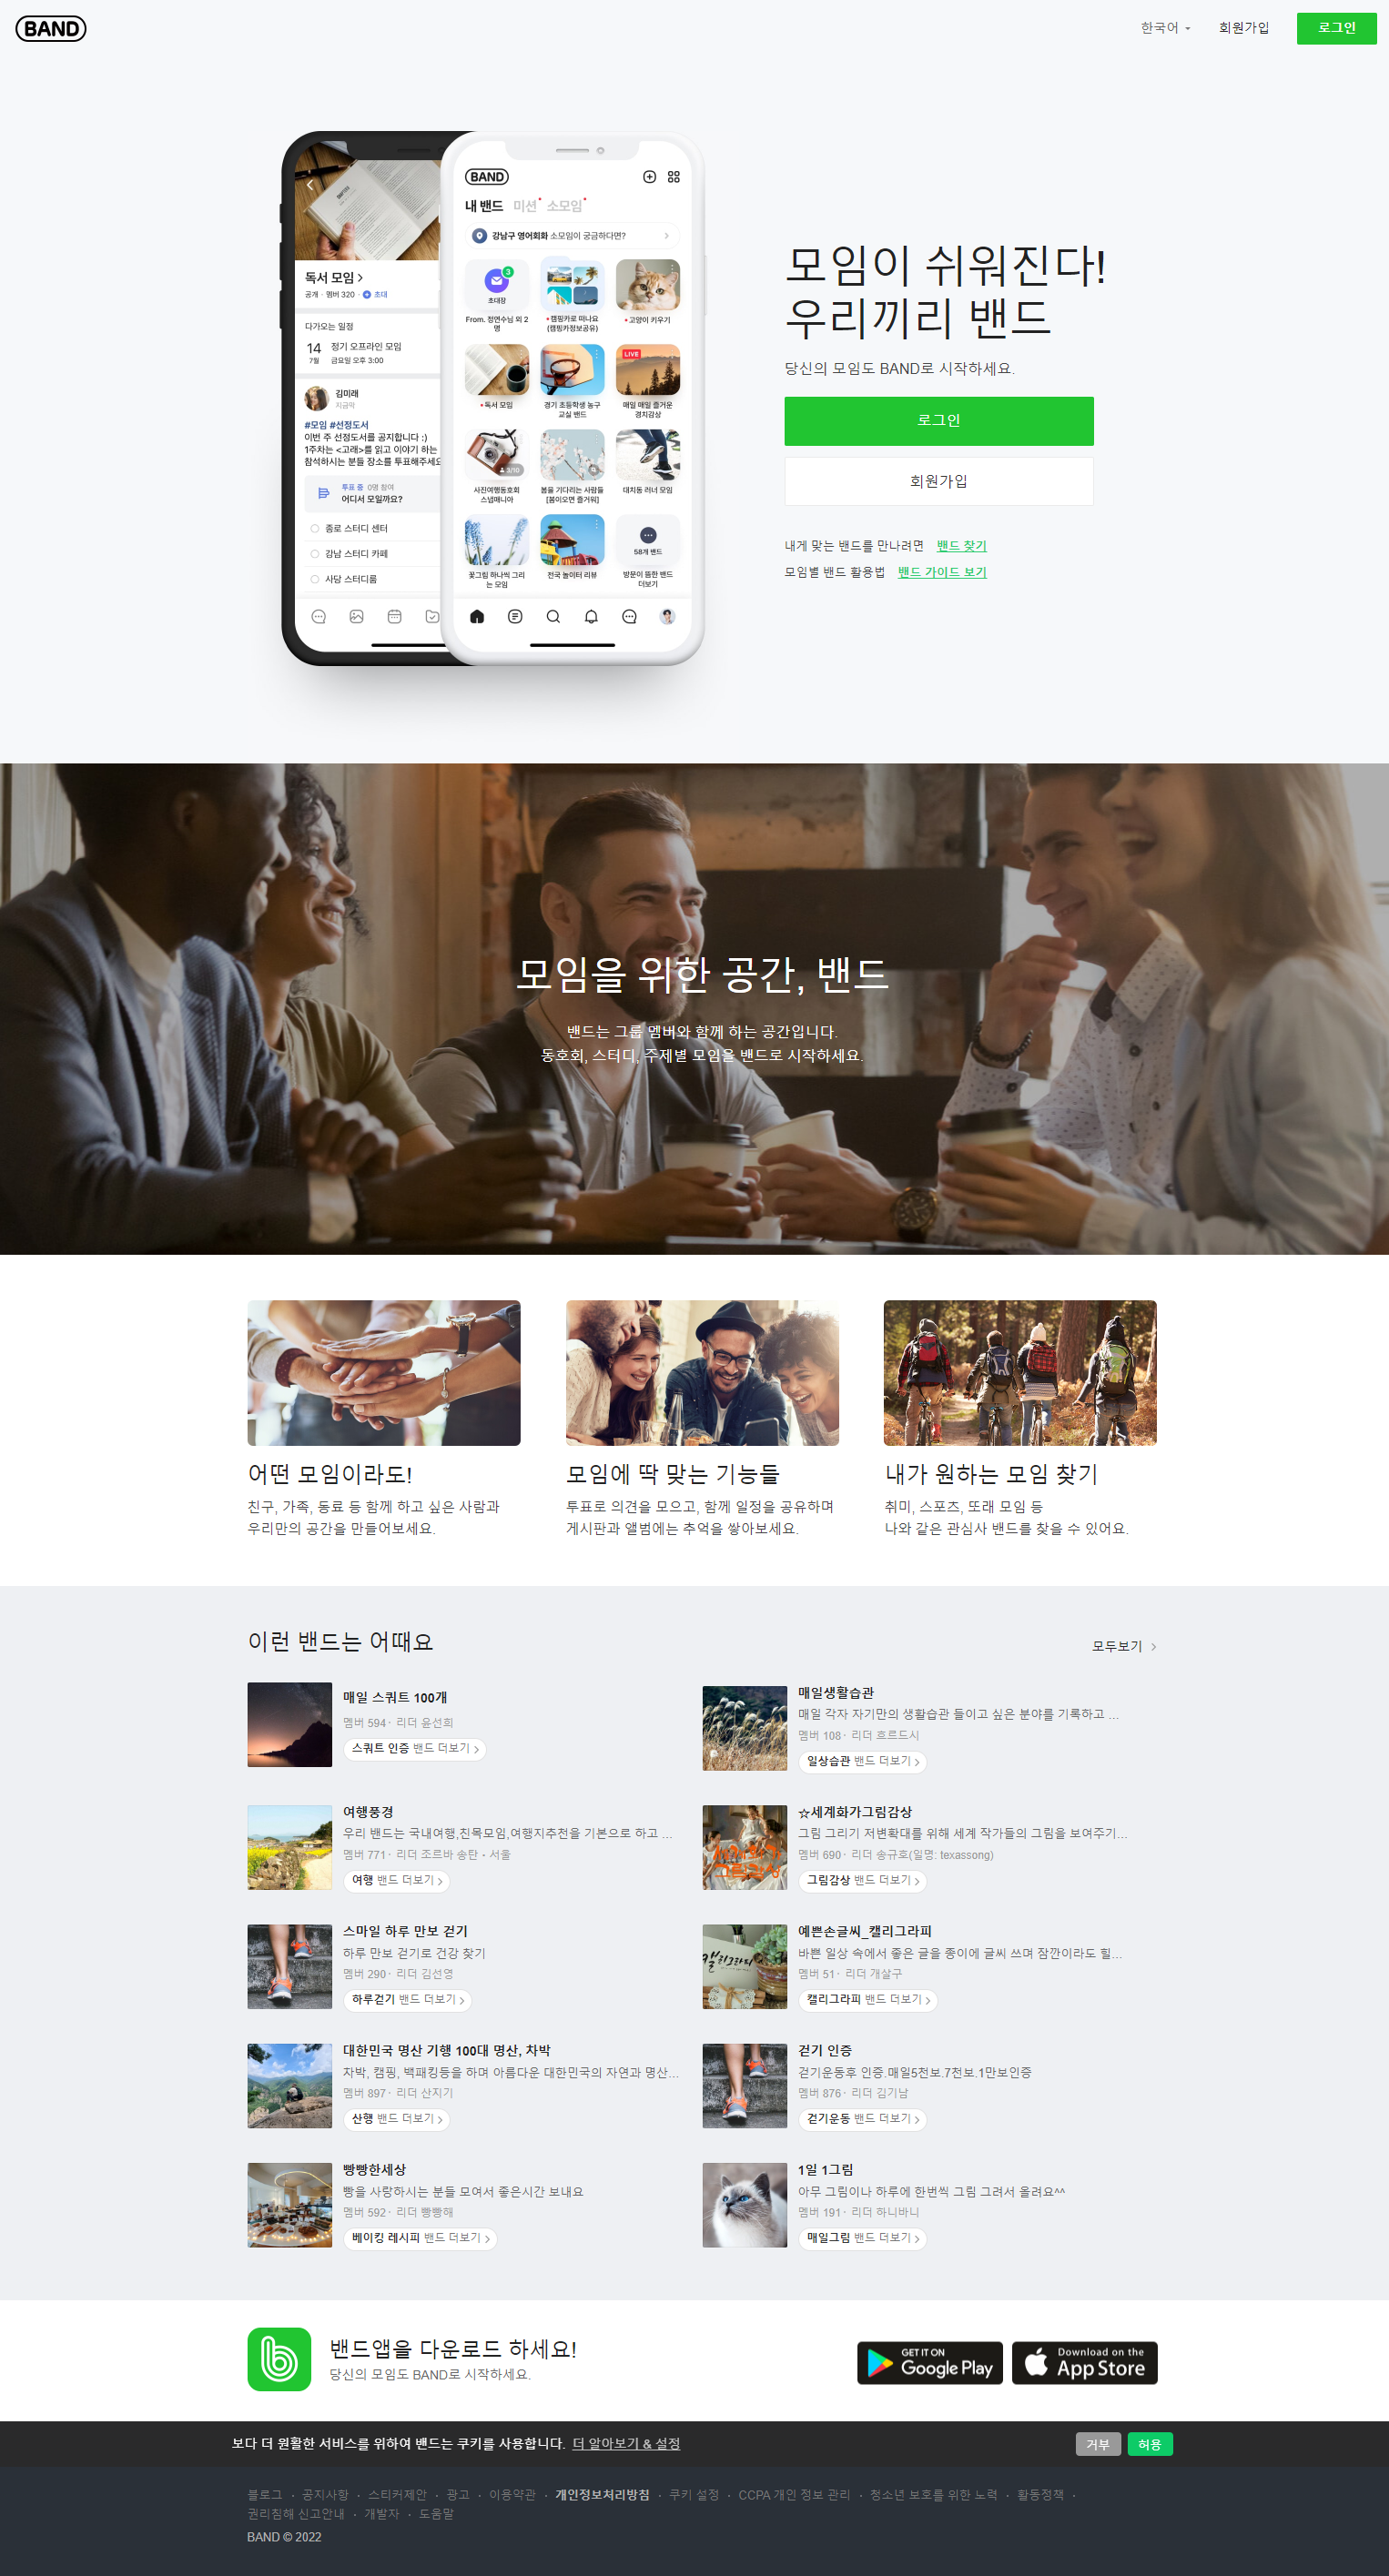 BAND
한국어
회원가입
로그인
독서 모임
공개 · 멤버 320 · 초대
다가오는 일정
14
7월
정기 오프라인 모임
금요일 오후 3:00
김미래
지금막
#모임 #선정도서
이번 주 선정도서를 공지합니다 :)
1주차는 <고래>를 읽고 이야기 하는
참석하시는 분들 장소를 투표해주세요
투표 중 0명 참여
어디서 모일까요?
종로 스터디 센터
강남 스터디 카페
사당 스터디룸
BAND
내 밴드 미션 소모임
강남구 영어회화 소모임이 궁금하다면?
3
초대장
From. 정연수님 외 2
명
캠핑카로 떠나요
(캠핑카정보공유)
고양이 키우기
LIVE
독서 모임
경기 초등학생 농구
교실 밴드
매일 매일 즐거운
경치감상
3/10
사진여행동호회
스냅매니아
봄을 기다리는 사람들
[봄이오면 즐거워]
대치동 러너 모임
꽃그림 하나씩 그리
는 모임
전국 놀이터 리뷰
58개 밴드
방문이 뜸한 밴드
더보기
모임이 쉬워진다!
우리끼리 밴드
당신의 모임도 BAND로 시작하세요.
로그인
회원가입
내게 맞는 밴드를 만나려면 밴드 찾기
모임별 밴드 활용법 밴드 가이드 보기
모임을 위한 공간, 밴드
밴드는 그룹 멤버와 함께 하는 공간입니다.
동호회, 스터디, 주제별 모임을 밴드로 시작하세요.
어떤 모임이라도!
친구, 가족, 동료 등 함께 하고 싶은 사람과
우리만의 공간을 만들어보세요.
모임에 딱 맞는 기능들
투표로 의견을 모으고, 함께 일정을 공유하며
게시판과 앨범에는 추억을 쌓아보세요.
내가 원하는 모임 찾기
취미, 스포츠, 또래 모임 등
나와 같은 관심사 밴드를 찾을 수 있어요.
이런 밴드는 어때요
모두보기
매일 스쿼트 100개
멤버 594 · 리더 윤선희
스쿼트 인증 밴드 더보기
매일생활습관
매일 각자 자기만의 생활습관 들이고 싶은 분야를 기록하고 ...
멤버 108 · 리더 흐르드시
일상습관 밴드 더보기
여행풍경
우리 밴드는 국내여행,친목모임,여행지추천을 기본으로 하고 ...
멤버 771 · 리더 조르바 송탄 • 서울
여행 밴드 더보기
☆세계화가그림감상
그림 그리기 저변확대를 위해 세계 작가들의 그림을 보여주기...
멤버 690 · 리더 송규호(일명: texassong)
그림감상 밴드 더보기
스마일 하루 만보 걷기
하루 만보 걷기로 건강 찾기
멤버 290 · 리더 김선영
하루걷기 밴드 더보기
예쁜손글씨_캘리그라피
바쁜 일상 속에서 좋은 글을 종이에 글씨 쓰며 잠깐이라도 힐...
멤버 51 · 리더 개살구
캘리그라피 밴드 더보기
대한민국 명산 기행 100대 명산, 차박
차박, 캠핑, 백패킹등을 하며 아름다운 대한민국의 자연과 명산...
멤버 897 · 리더 산지기
산행 밴드 더보기
걷기 인증
걷기운동후 인증.매일5천보.7천보.1만보인증
멤버 876 · 리더 김기남
걷기운동 밴드 더보기
빵빵한세상
빵을 사랑하시는 분들 모여서 좋은시간 보내요
멤버 592 · 리더 빵빵해
베이킹 레시피 밴드 더보기
1일 1그림
아무 그림이나 하루에 한번씩 그림 그려서 올려요^^
멤버 191 · 리더 하니바니
매일그림 밴드 더보기
밴드앱을 다운로드 하세요!
당신의 모임도 BAND로 시작하세요.
GET IT ON
Google Play
Download on the
App Store
보다 더 원활한 서비스를 위하여 밴드는 쿠키를 사용합니다. 더 알아보기 & 설정
거부
허용
블로그 · 공지사항 · 스티커제안 · 광고 · 이용약관 · 개인정보처리방침 · 쿠키 설정 · CCPA 개인 정보 관리 · 청소년 보호를 위한 노력 · 활동정책 ·
권리침해 신고안내 · 개발자 · 도움말
BAND © 2022